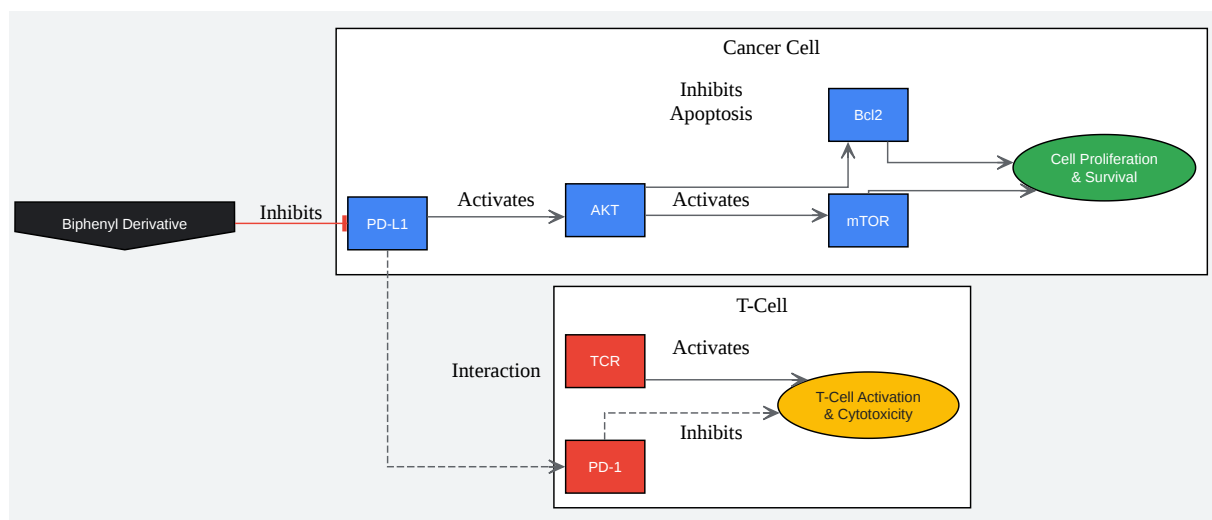 Cancer Cell
Inhibits
Apoptosis
Bcl2
Cell Proliferation
& Survival
Biphenyl Derivative
Inhibits
PD-L1
Activates
AKT
Activates
mTOR
T-Cell
Interaction
TCR
Activates
T-Cell Activation
& Cytotoxicity
Inhibits
PD-1